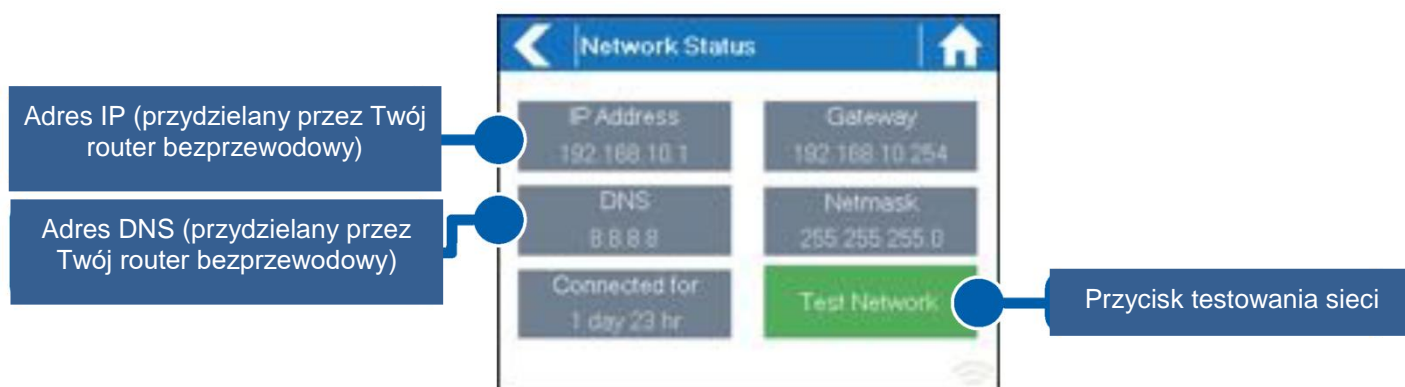 Network Status
Adres IP (przydzielany przez Twój
router bezprzewodowy)
IP Address
192.168.10.1
Gateway
192.168.10.254
Adres DNS (przydzielany przez
Twój router bezprzewodowy)
DNS
8.8.8.8
Netmask
255.255.255.0
Connected for
1 day 23 hr
Test Network
Przycisk testowania sieci